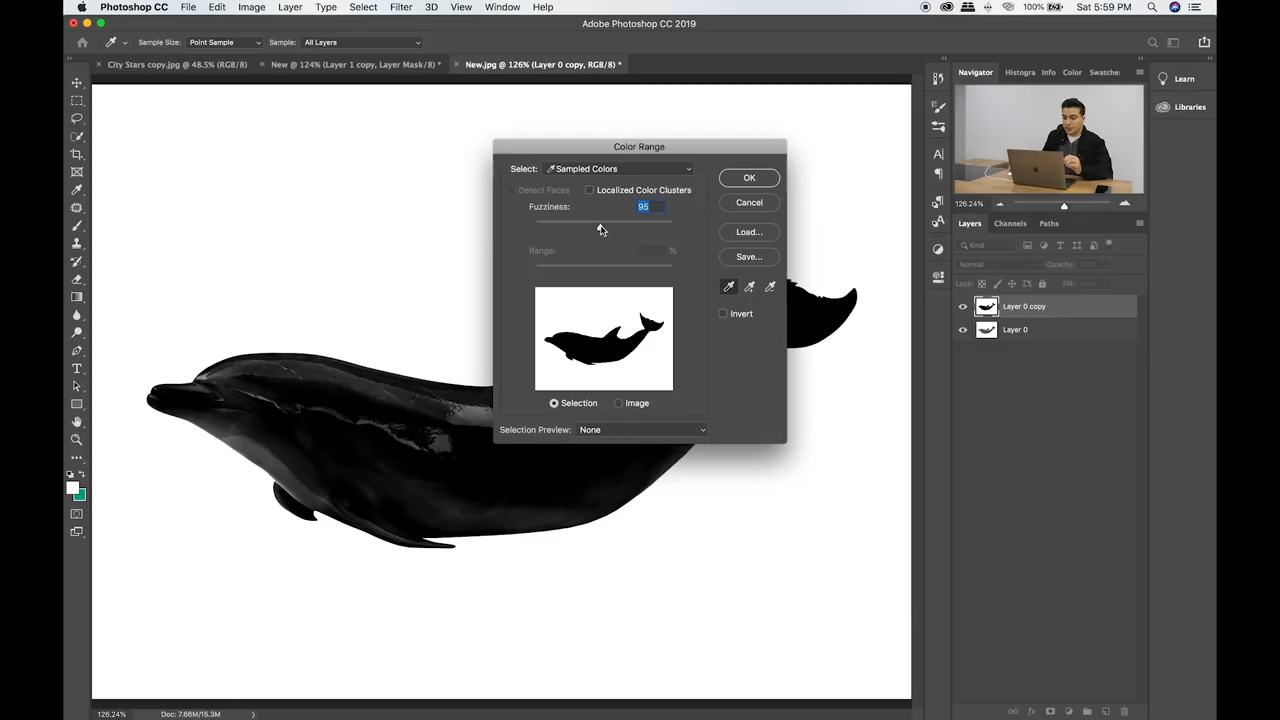 Photoshop CC File Edit Image Layer Type Select Filter 3D View Window Help 100% Sat 5:59 PM
Adobe Photoshop CC 2019
Sample Size: Point Sample Sample: All Layers
× City Stars copy.jpg @ 48.5% (RGB/8) × New @ 124% (Layer 1 copy, Layer Mask/8) * × New.jpg @ 126% (Layer 0 copy, RGB/8) *
Color Range
Select: Sampled Colors
Detect Faces Localized Color Clusters
Fuzziness: 95
Range: %
Selection Image
Selection Preview: None
OK
Cancel
Load...
Save...
Invert
Navigator Histogra Info Color Swatche
126.24%
Layers Channels Paths
Kind
Normal Opacity: 100%
Lock: Fill: 100%
Layer 0 copy
Layer 0
Learn
Libraries
126.24% Doc: 7.66M/15.3M